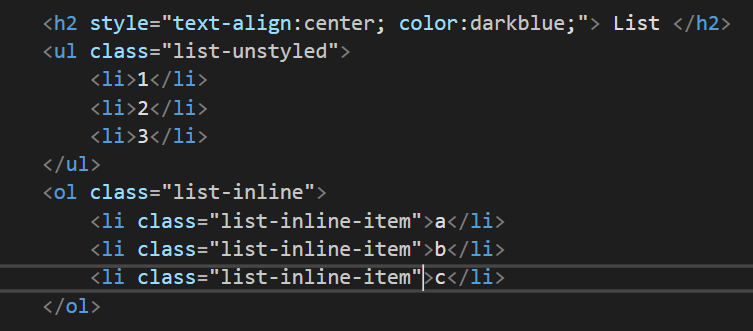 <h2 style="text-align:center; color:darkblue;"> List </h2>
<ul class="list-unstyled">
    <li>1</li>
    <li>2</li>
    <li>3</li>
</ul>
<ol class="list-inline">
    <li class="list-inline-item">a</li>
    <li class="list-inline-item">b</li>
    <li class="list-inline-item">c</li>
</ol>